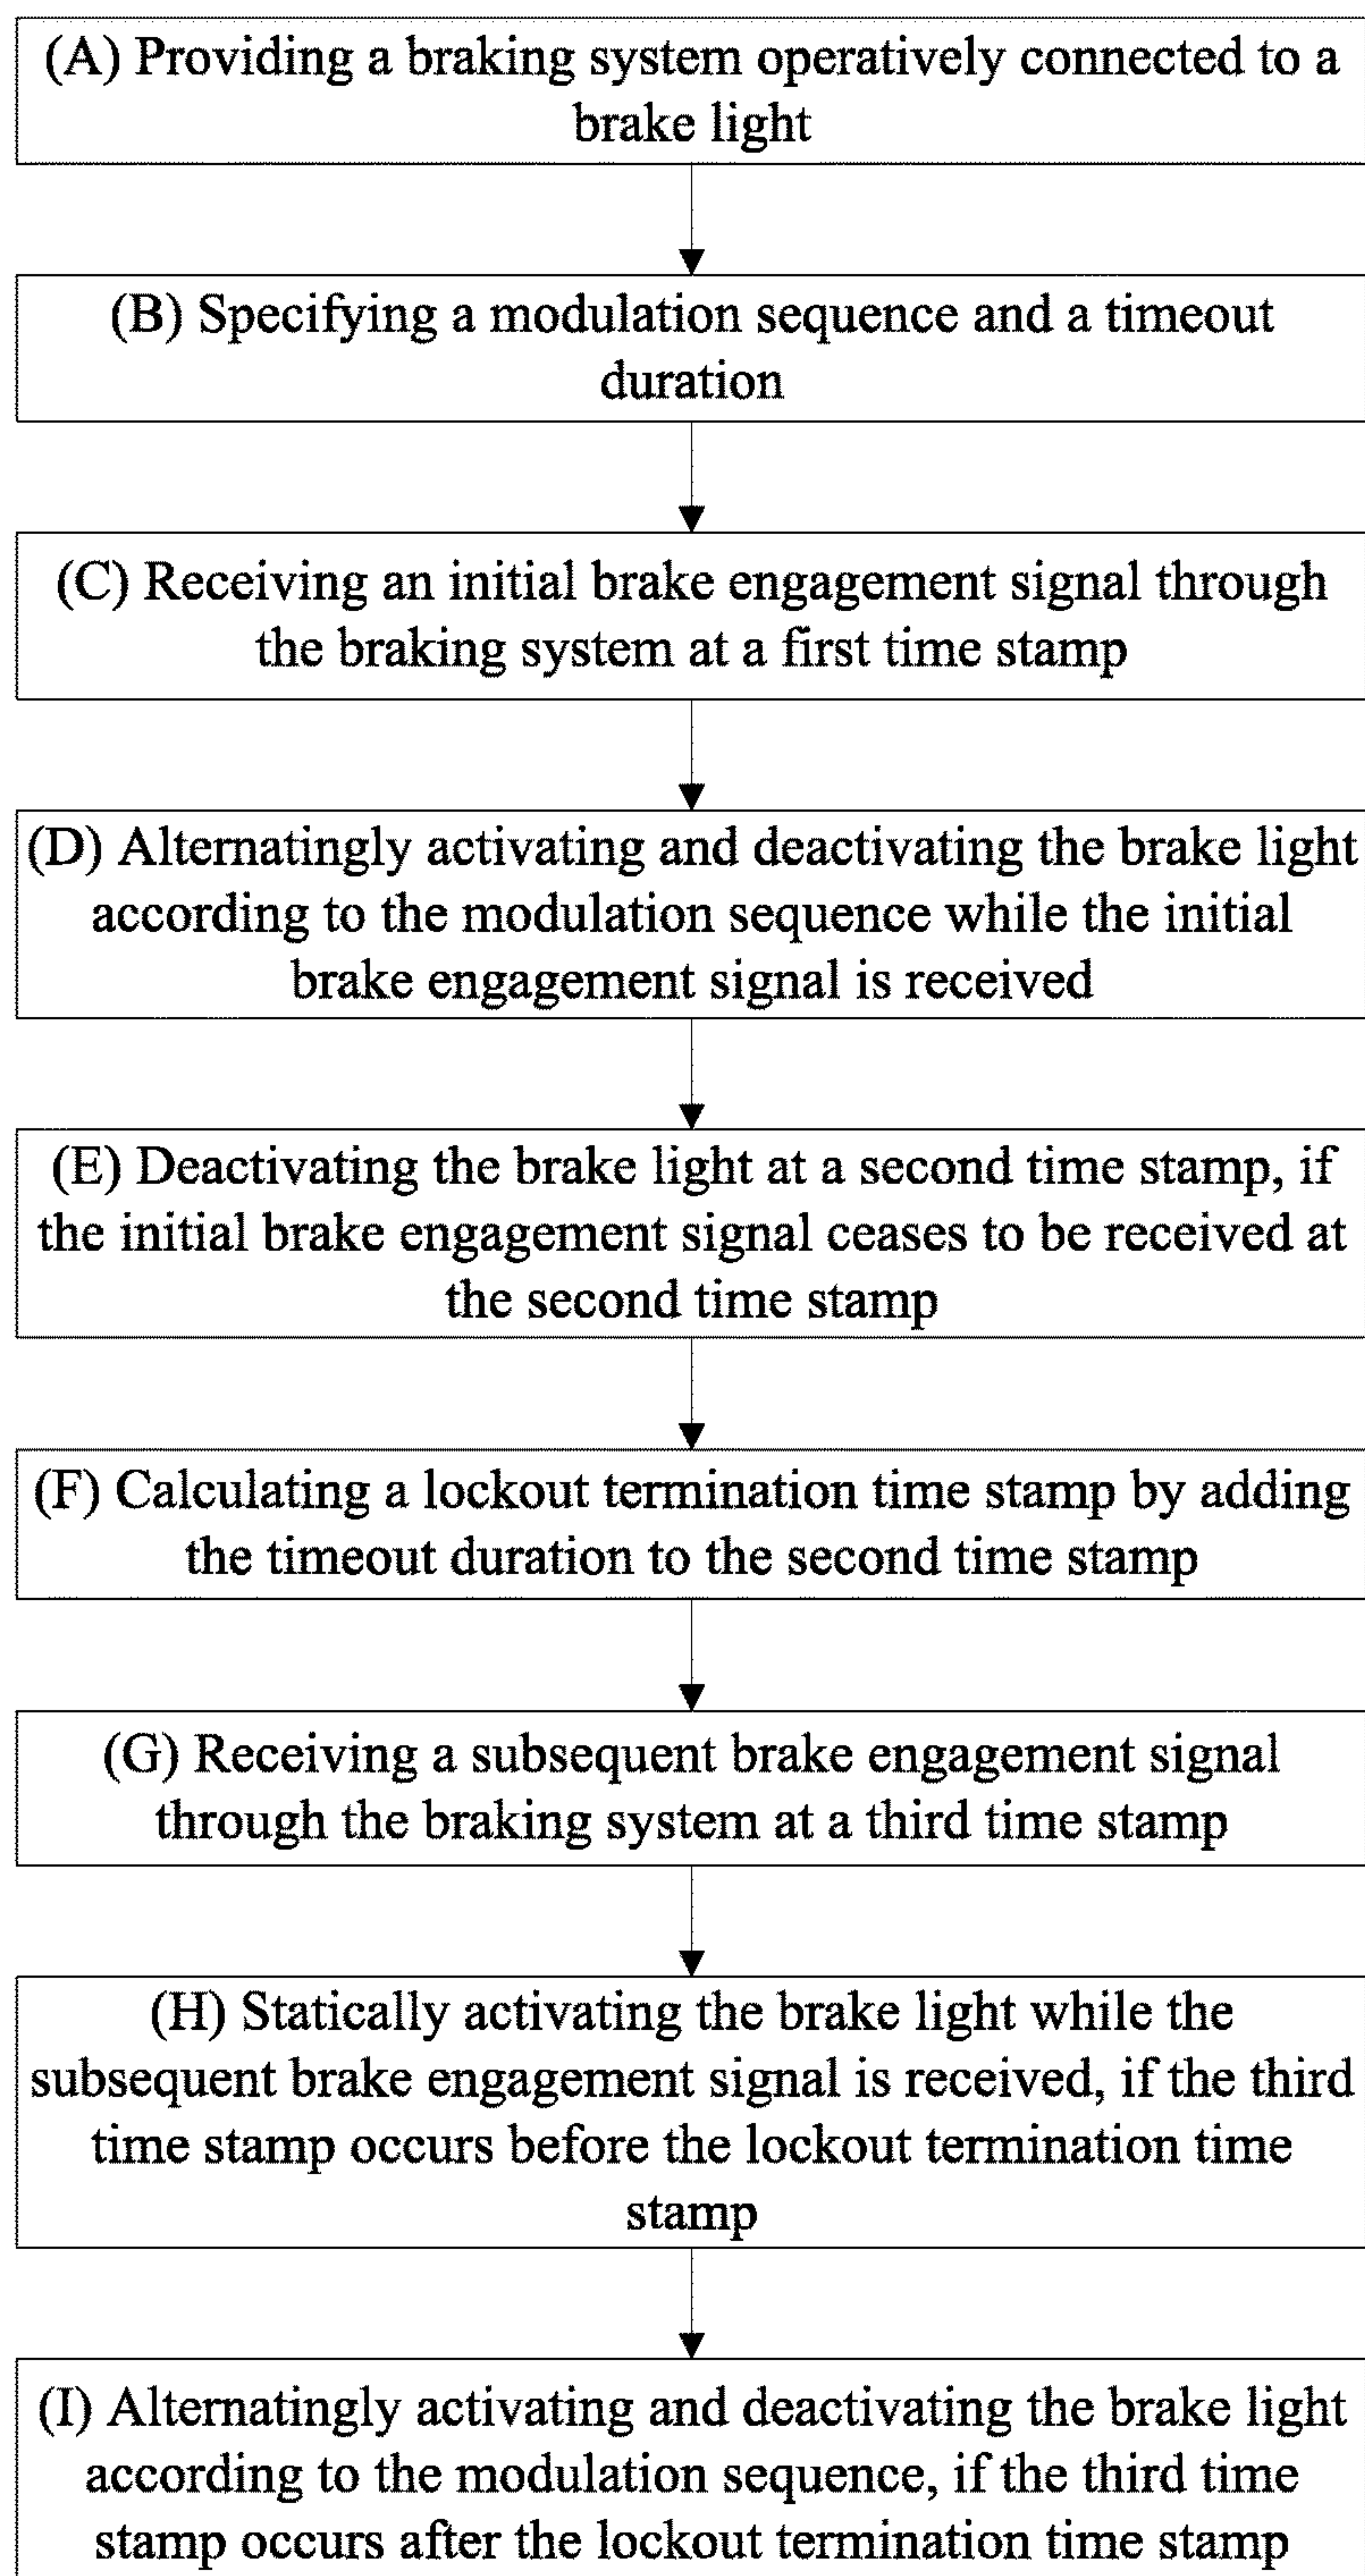 (A) Providing a braking system operatively connected to a
brake light
(B) Specifying a modulation sequence and a timeout
duration
(C) Receiving an initial brake engagement signal through
the braking system at a first time stamp
(D) Alternatingly activating and deactivating the brake light
according to the modulation sequence while the initial
brake engagement signal is received
(E) Deactivating the brake light at a second time stamp, if
the initial brake engagement signal ceases to be received at
the second time stamp
(F) Calculating a lockout termination time stamp by adding
the timeout duration to the second time stamp
(G) Receiving a subsequent brake engagement signal
through the braking system at a third time stamp
(H) Statically activating the brake light while the
subsequent brake engagement signal is received, if the third
time stamp occurs before the lockout termination time
stamp
(I) Alternatingly activating and deactivating the brake light
according to the modulation sequence, if the third time
stamp occurs after the lockout termination time stamp